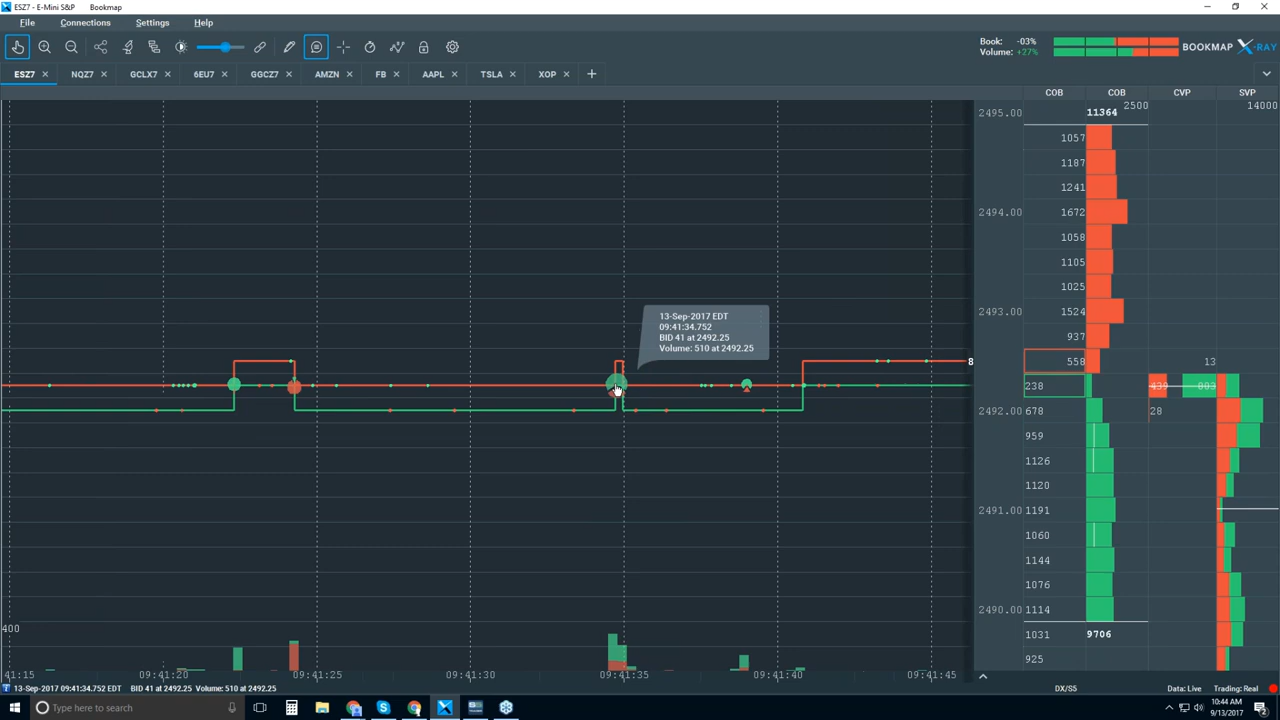 ESZ7 - E-Mini S&P Bookmap
File Connections Settings Help
Book: -03%
Volume: +27%
BOOKMAP X-RAY
ESZ7 NQZ7 GCLX7 6EU7 GGCZ7 AMZN FB AAPL TSLA XOP
COB COB CVP SVP
2500 14000
2495.00 11364
1057
1187
1241
2494.00 1672
1058
1105
1025
2493.00 1524
937
8 558 13
238 439 803
2492.00 678 28
959
1126
1120
2491.00 1191
1060
1144
1076
2490.00 1114
1031 9706
925
13-Sep-2017 EDT
09:41:34.752
BID 41 at 2492.25
Volume: 510 at 2492.25
400
41:15 09:41:20 09:41:25 09:41:30 09:41:35 09:41:40 09:41:45
13-Sep-2017 09:41:34.752 EDT BID 41 at 2492.25 Volume: 510 at 2492.25
DX/S5 Data: Live Trading: Real
Type here to search
10:44 AM
9/13/2017
2